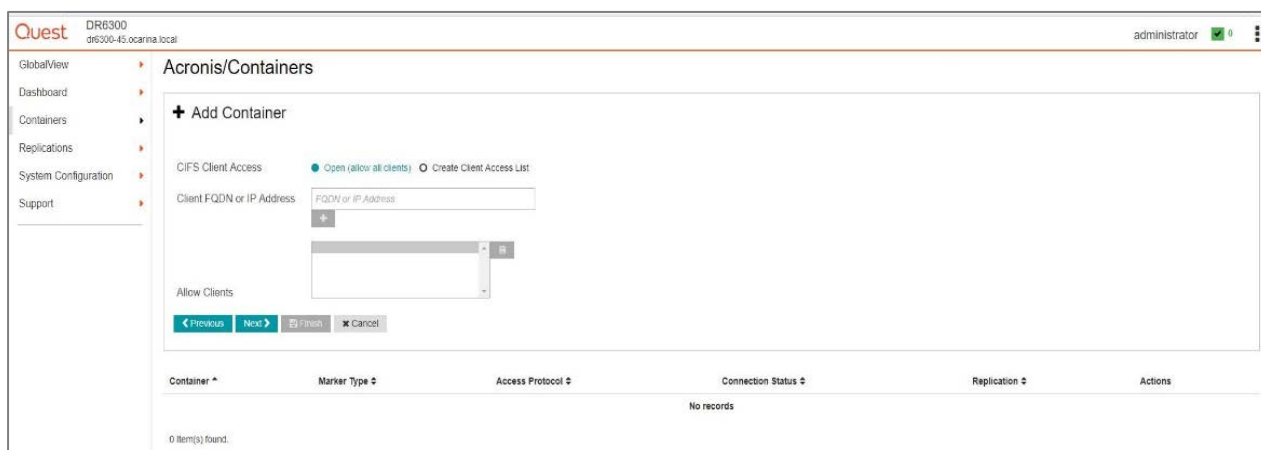 Quest
DR6300
dr6300-45.ocarina.local
administrator 0
GlobalView
Dashboard
Containers
Replications
System Configuration
Support
Acronis/Containers
Add Container
CIFS Client Access Open (allow all clients) Create Client Access List
Client FQDN or IP Address FQDN or IP Address
Allow Clients
Previous Next Finish Cancel
Container Marker Type Access Protocol Connection Status Replication Actions
No records
0 Item(s) found.